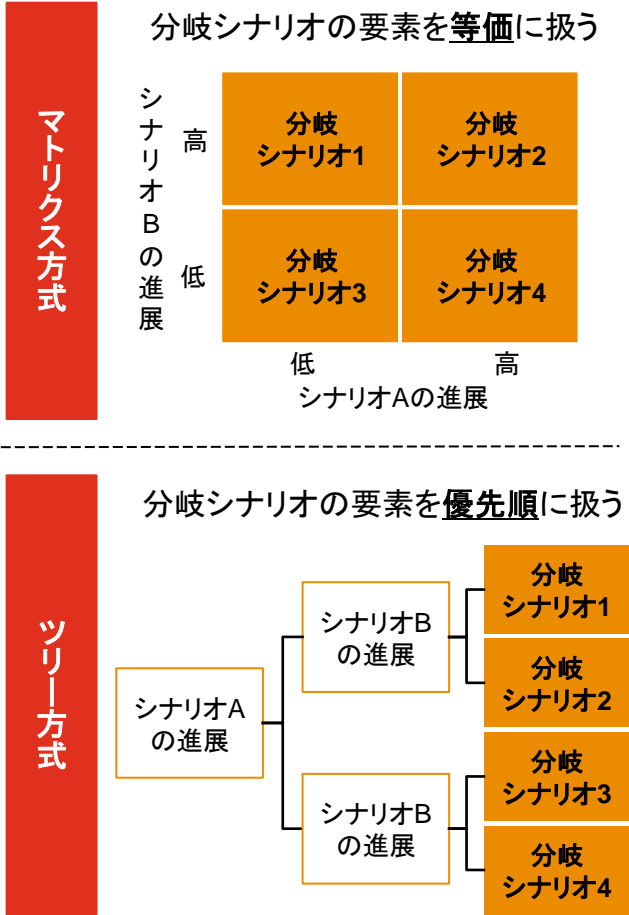 マトリクス方式
分岐シナリオの要素を等価に扱う
シナリオBの進展
高
低
分岐
シナリオ1
分岐
シナリオ2
分岐
シナリオ3
分岐
シナリオ4
低
高
シナリオAの進展
ツリー方式
分岐シナリオの要素を優先順に扱う
シナリオA
の進展
シナリオB
の進展
シナリオB
の進展
分岐
シナリオ1
分岐
シナリオ2
分岐
シナリオ3
分岐
シナリオ4